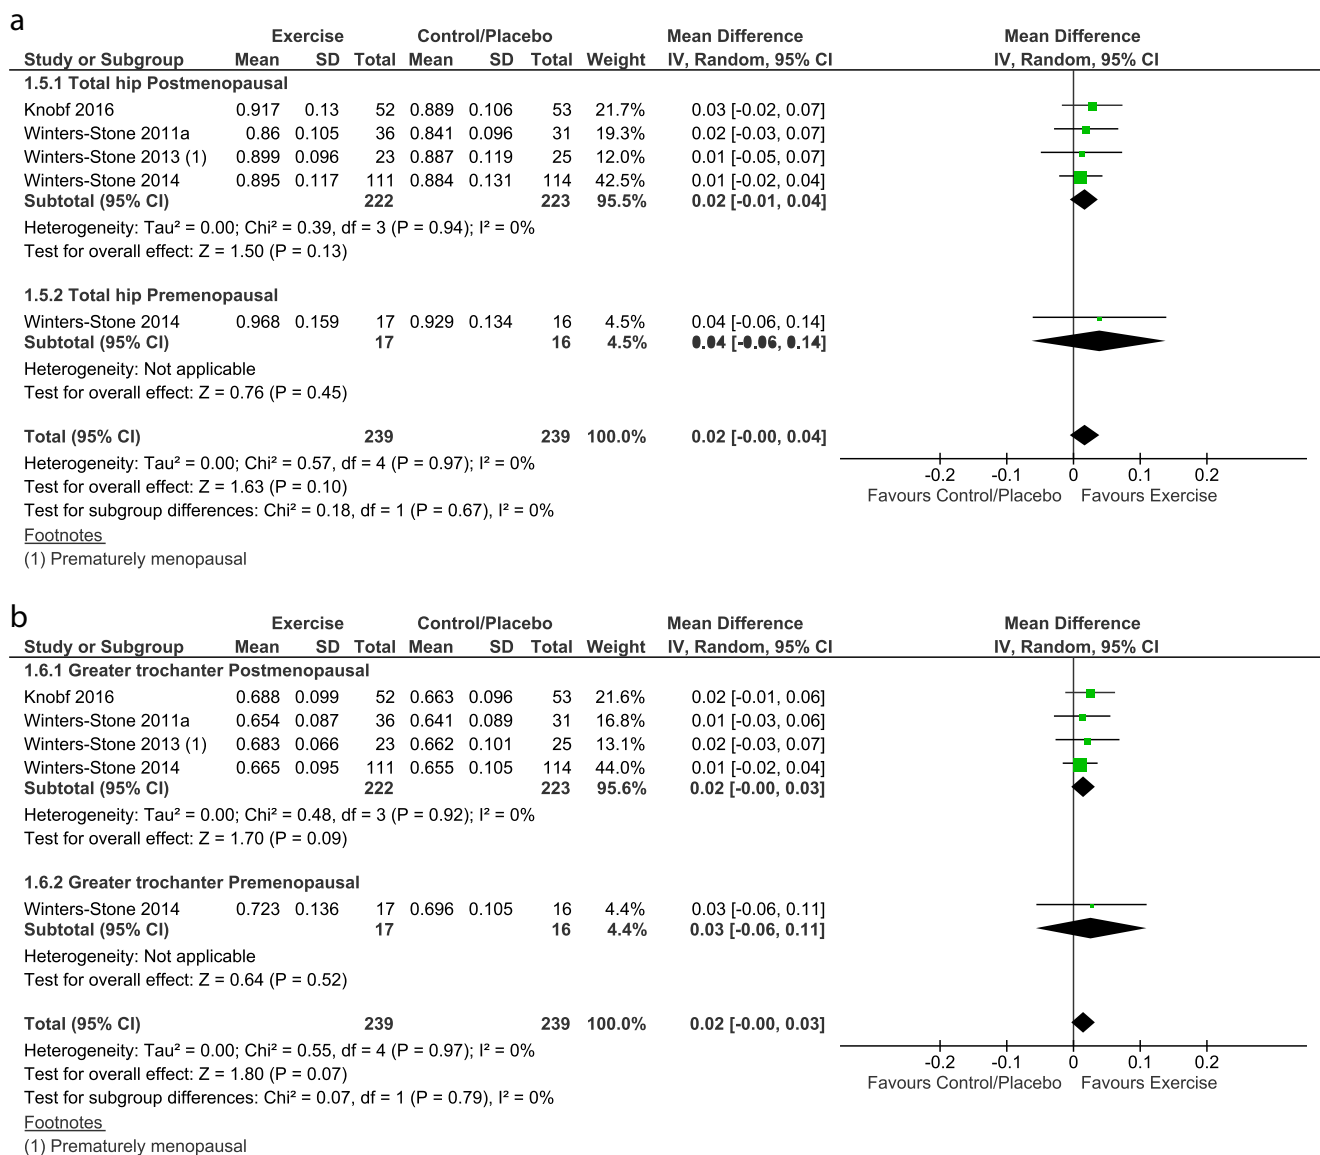 a
Exercise Control/Placebo Mean Difference Mean Difference
Study or Subgroup Mean SD Total Mean SD Total Weight IV, Random, 95% CI IV, Random, 95% CI
1.5.1 Total hip Postmenopausal
Knobf 2016 0.917 0.13 52 0.889 0.106 53 21.7% 0.03 [-0.02, 0.07]
Winters-Stone 2011a 0.86 0.105 36 0.841 0.096 31 19.3% 0.02 [-0.03, 0.07]
Winters-Stone 2013 (1) 0.899 0.096 23 0.887 0.119 25 12.0% 0.01 [-0.05, 0.07]
Winters-Stone 2014 0.895 0.117 111 0.884 0.131 114 42.5% 0.01 [-0.02, 0.04]
Subtotal (95% CI) 222 223 95.5% 0.02 [-0.01, 0.04]
Heterogeneity: Tau² = 0.00; Chi² = 0.39, df = 3 (P = 0.94); I² = 0%
Test for overall effect: Z = 1.50 (P = 0.13)
1.5.2 Total hip Premenopausal
Winters-Stone 2014 0.968 0.159 17 0.929 0.134 16 4.5% 0.04 [-0.06, 0.14]
Subtotal (95% CI) 17 16 4.5% 0.04 [-0.06, 0.14]
Heterogeneity: Not applicable
Test for overall effect: Z = 0.76 (P = 0.45)
Total (95% CI) 239 239 100.0% 0.02 [-0.00, 0.04]
Heterogeneity: Tau² = 0.00; Chi² = 0.57, df = 4 (P = 0.97); I² = 0%
Test for overall effect: Z = 1.63 (P = 0.10)
Test for subgroup differences: Chi² = 0.18, df = 1 (P = 0.67), I² = 0%
-0.2 -0.1 0 0.1 0.2
Favours Control/Placebo Favours Exercise
Footnotes
(1) Prematurely menopausal
b
Exercise Control/Placebo Mean Difference Mean Difference
Study or Subgroup Mean SD Total Mean SD Total Weight IV, Random, 95% CI IV, Random, 95% CI
1.6.1 Greater trochanter Postmenopausal
Knobf 2016 0.688 0.099 52 0.663 0.096 53 21.6% 0.02 [-0.01, 0.06]
Winters-Stone 2011a 0.654 0.087 36 0.641 0.089 31 16.8% 0.01 [-0.03, 0.06]
Winters-Stone 2013 (1) 0.683 0.066 23 0.662 0.101 25 13.1% 0.02 [-0.03, 0.07]
Winters-Stone 2014 0.665 0.095 111 0.655 0.105 114 44.0% 0.01 [-0.02, 0.04]
Subtotal (95% CI) 222 223 95.6% 0.02 [-0.00, 0.03]
Heterogeneity: Tau² = 0.00; Chi² = 0.48, df = 3 (P = 0.92); I² = 0%
Test for overall effect: Z = 1.70 (P = 0.09)
1.6.2 Greater trochanter Premenopausal
Winters-Stone 2014 0.723 0.136 17 0.696 0.105 16 4.4% 0.03 [-0.06, 0.11]
Subtotal (95% CI) 17 16 4.4% 0.03 [-0.06, 0.11]
Heterogeneity: Not applicable
Test for overall effect: Z = 0.64 (P = 0.52)
Total (95% CI) 239 239 100.0% 0.02 [-0.00, 0.03]
Heterogeneity: Tau² = 0.00; Chi² = 0.55, df = 4 (P = 0.97); I² = 0%
Test for overall effect: Z = 1.80 (P = 0.07)
Test for subgroup differences: Chi² = 0.07, df = 1 (P = 0.79), I² = 0%
-0.2 -0.1 0 0.1 0.2
Favours Control/Placebo Favours Exercise
Footnotes
(1) Prematurely menopausal